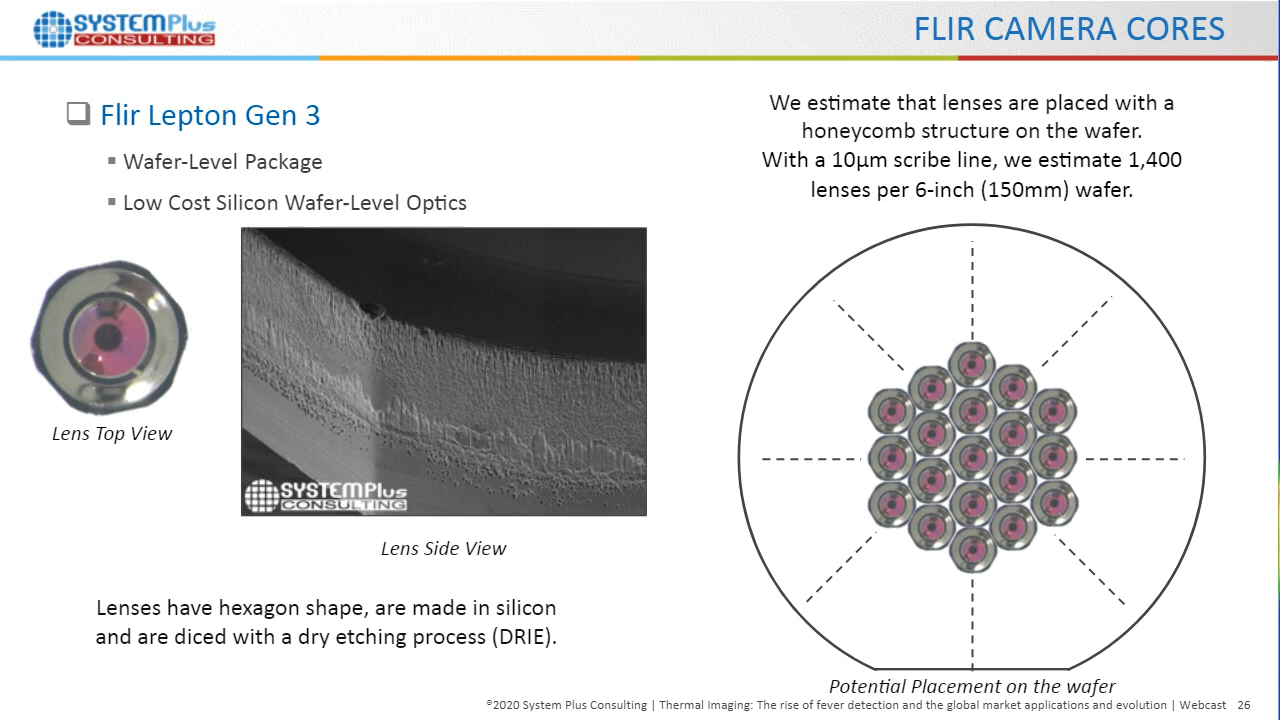 SYSTEMPlus
CONSULTING
FLIR CAMERA CORES
Flir Lepton Gen 3
Wafer-Level Package
Low Cost Silicon Wafer-Level Optics
Lens Top View
SYSTEMPlus
CONSULTING
Lens Side View
Lenses have hexagon shape, are made in silicon
and are diced with a dry etching process (DRIE).
We estimate that lenses are placed with a
honeycomb structure on the wafer.
With a 10µm scribe line, we estimate 1,400
lenses per 6-inch (150mm) wafer.
Potential Placement on the wafer
©2020 System Plus Consulting | Thermal Imaging: The rise of fever detection and the global market applications and evolution | Webcast 26